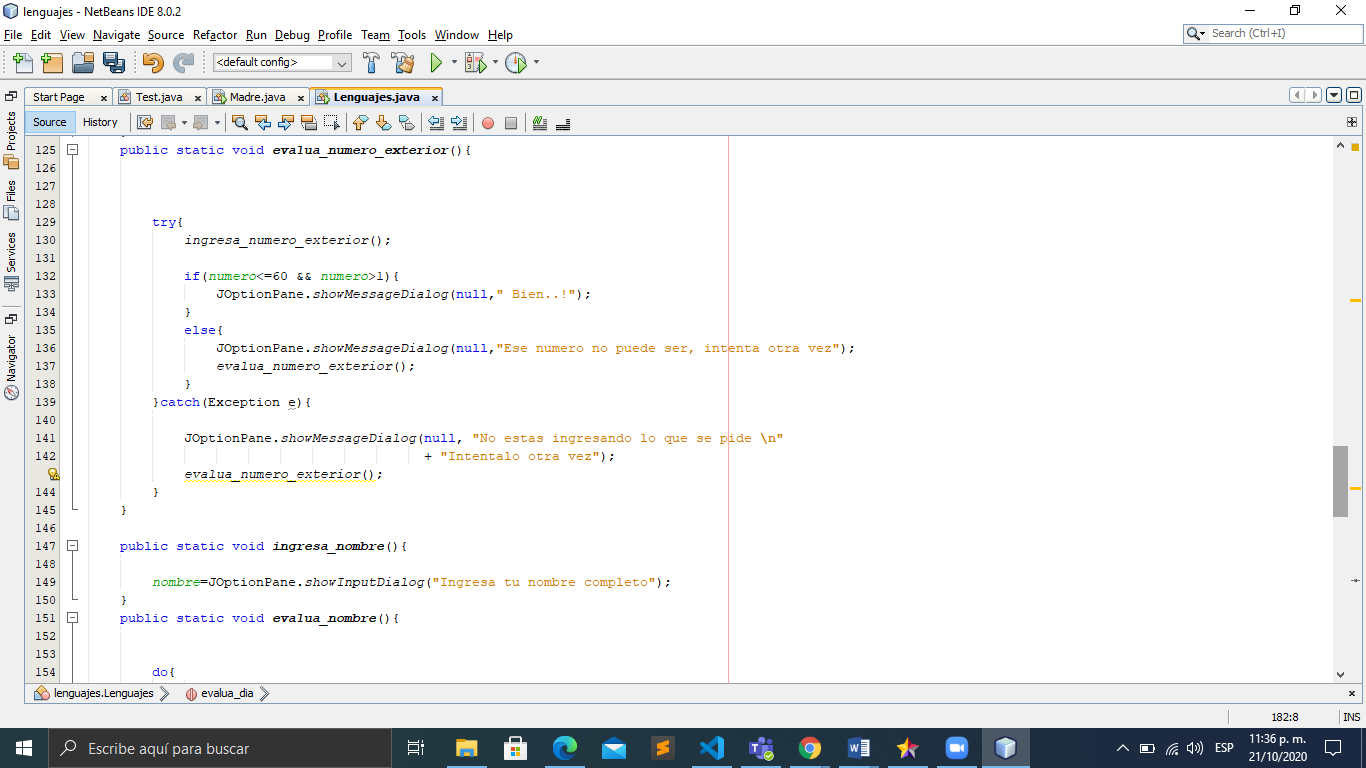 lenguajes - NetBeans IDE 8.0.2
File Edit View Navigate Source Refactor Run Debug Profile Team Tools Window Help
Search (Ctrl+I)
<default config>
Start Page Test.java Madre.java Lenguajes.java
Source History
Projects
Files
Services
Navigator
125 public static void evalua_numero_exterior(){
126
127
128
129 try{
130 ingresa_numero_exterior();
131
132 if(numero<=60 && numero>1){
133 JOptionPane.showMessageDialog(null," Bien..!");
134 }
135 else{
136 JOptionPane.showMessageDialog(null,"Ese numero no puede ser, intenta otra vez");
137 evalua_numero_exterior();
138 }
139 }catch(Exception e){
140
141 JOptionPane.showMessageDialog(null, "No estas ingresando lo que se pide \n"
142 + "Intentalo otra vez");
evalua_numero_exterior();
144 }
145 }
146
147 public static void ingresa_nombre(){
148
149 nombre=JOptionPane.showInputDialog("Ingresa tu nombre completo");
150 }
151 public static void evalua_nombre(){
152
153
154 do{
lenguajes.Lenguajes evalua_dia
182:8 INS
Escribe aquí para buscar
ESP
11:36 p. m.
21/10/2020